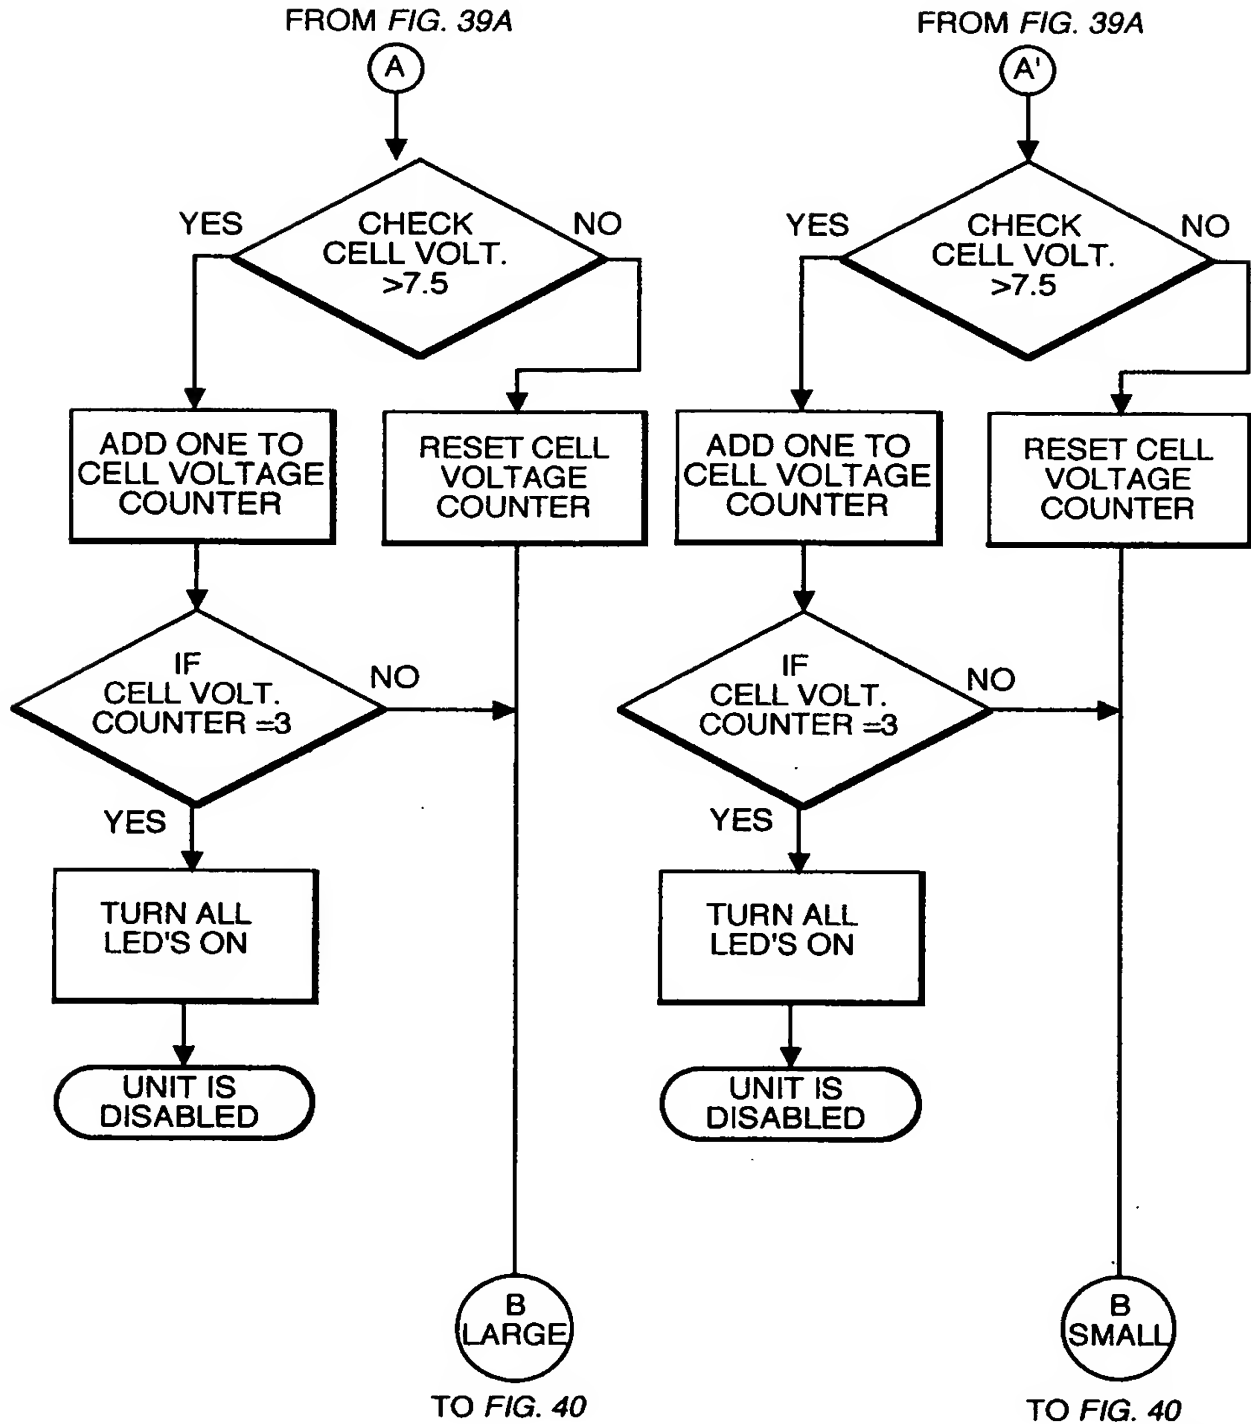 FROM FIG. 39A
A
YES
CHECK
CELL VOLT.
>7.5
NO
ADD ONE TO
CELL VOLTAGE
COUNTER
RESET CELL
VOLTAGE
COUNTER
IF
CELL VOLT.
COUNTER =3
NO
YES
TURN ALL
LED'S ON
UNIT IS
DISABLED
B
LARGE
TO FIG. 40
FROM FIG. 39A
A'
YES
CHECK
CELL VOLT.
>7.5
NO
ADD ONE TO
CELL VOLTAGE
COUNTER
RESET CELL
VOLTAGE
COUNTER
IF
CELL VOLT.
COUNTER =3
NO
YES
TURN ALL
LED'S ON
UNIT IS
DISABLED
B
SMALL
TO FIG. 40